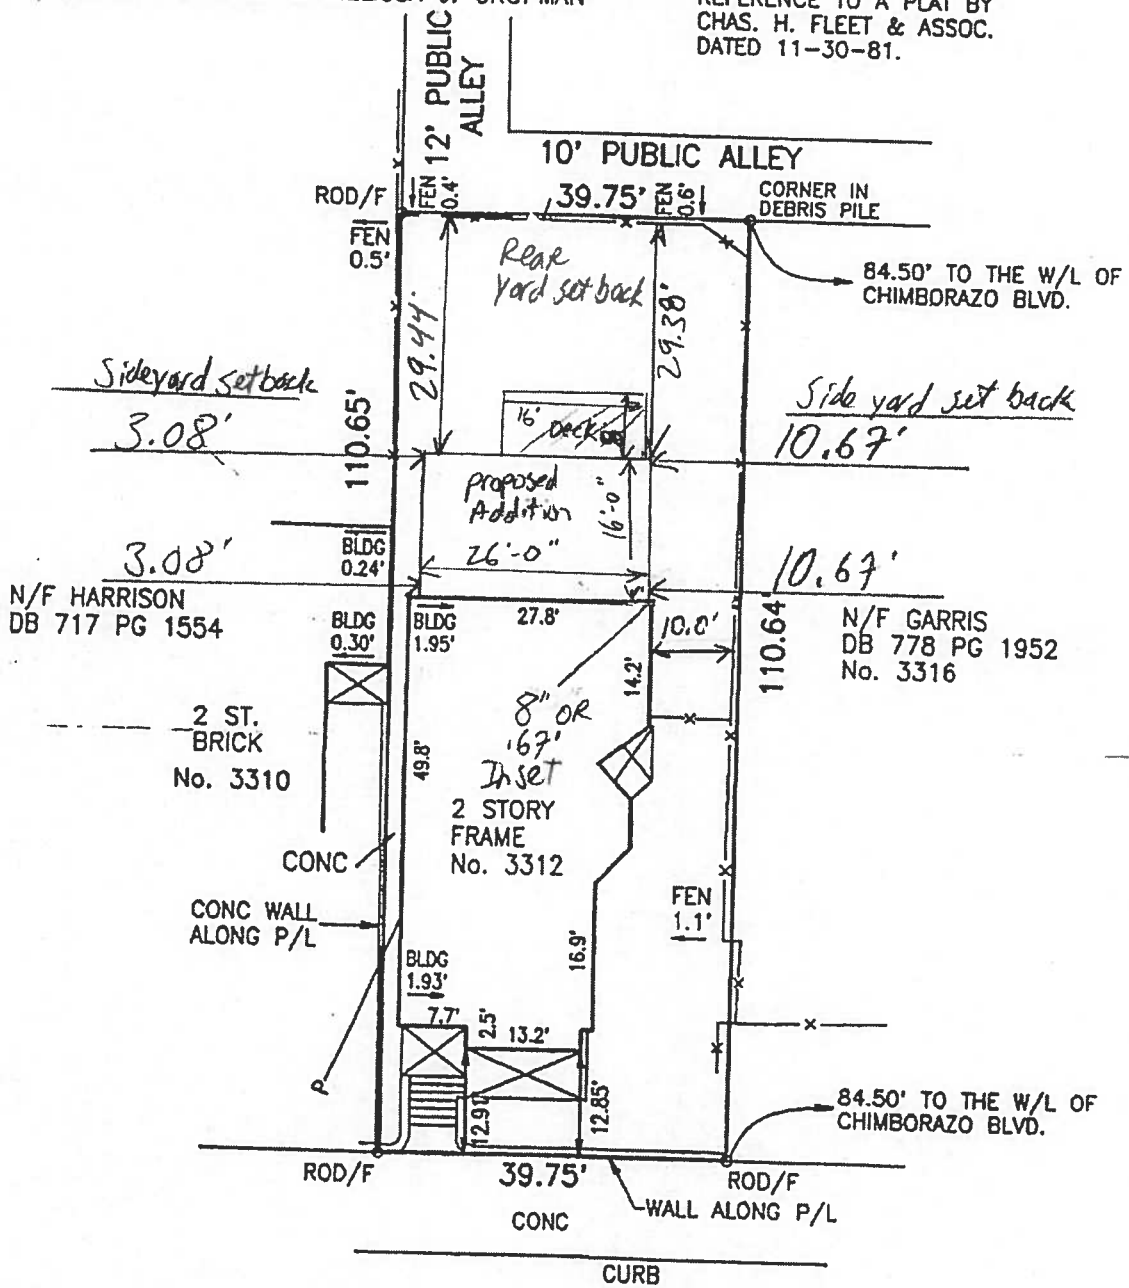 REFERENCE TO A PLAT BY
CHAS. H. FLEET & ASSOC.
DATED 11-30-81.
12' PUBLIC
ALLEY
10' PUBLIC ALLEY
ROD/F
FEN
0.4'
39.75'
FEN
0.6'
CORNER IN
DEBRIS PILE
FEN
0.5'
Rear
Yard setback
84.50' TO THE W/L OF
CHIMBORAZO BLVD.
29.44'
29.38'
Sideyard setback
3.08'
110.65'
16'
Deck
8'
Side yard set back
10.67'
proposed
Addition
16'-0"
26'-0"
3.08'
BLDG
0.24'
10.67'
N/F HARRISON
DB 717 PG 1554
BLDG
0.30'
BLDG
1.95'
27.8'
10.0'
110.64'
N/F GARRIS
DB 778 PG 1952
No. 3316
14.2'
2 ST.
BRICK
No. 3310
49.8'
8" OR
.67'
Inset
2 STORY
FRAME
No. 3312
CONC
CONC WALL
ALONG P/L
FEN
1.1'
16.9'
BLDG
1.93'
7.7'
2.5'
13.2'
P
12.91'
12.85'
84.50' TO THE W/L OF
CHIMBORAZO BLVD.
ROD/F
39.75'
ROD/F
WALL ALONG P/L
CONC
CURB